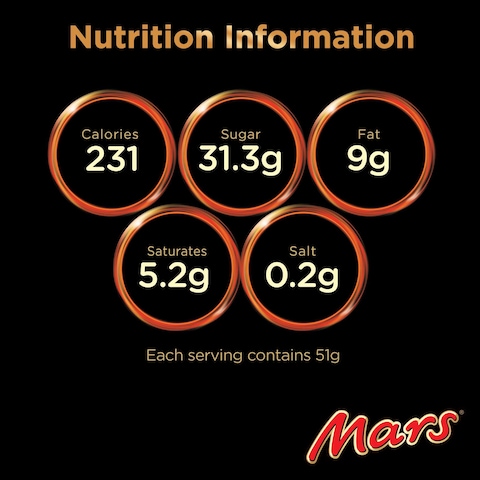 Nutrition Information
Calories
231
Sugar
31.3g
Fat
9g
Saturates
5.2g
Salt
0.2g
Each serving contains 51g
Mars®